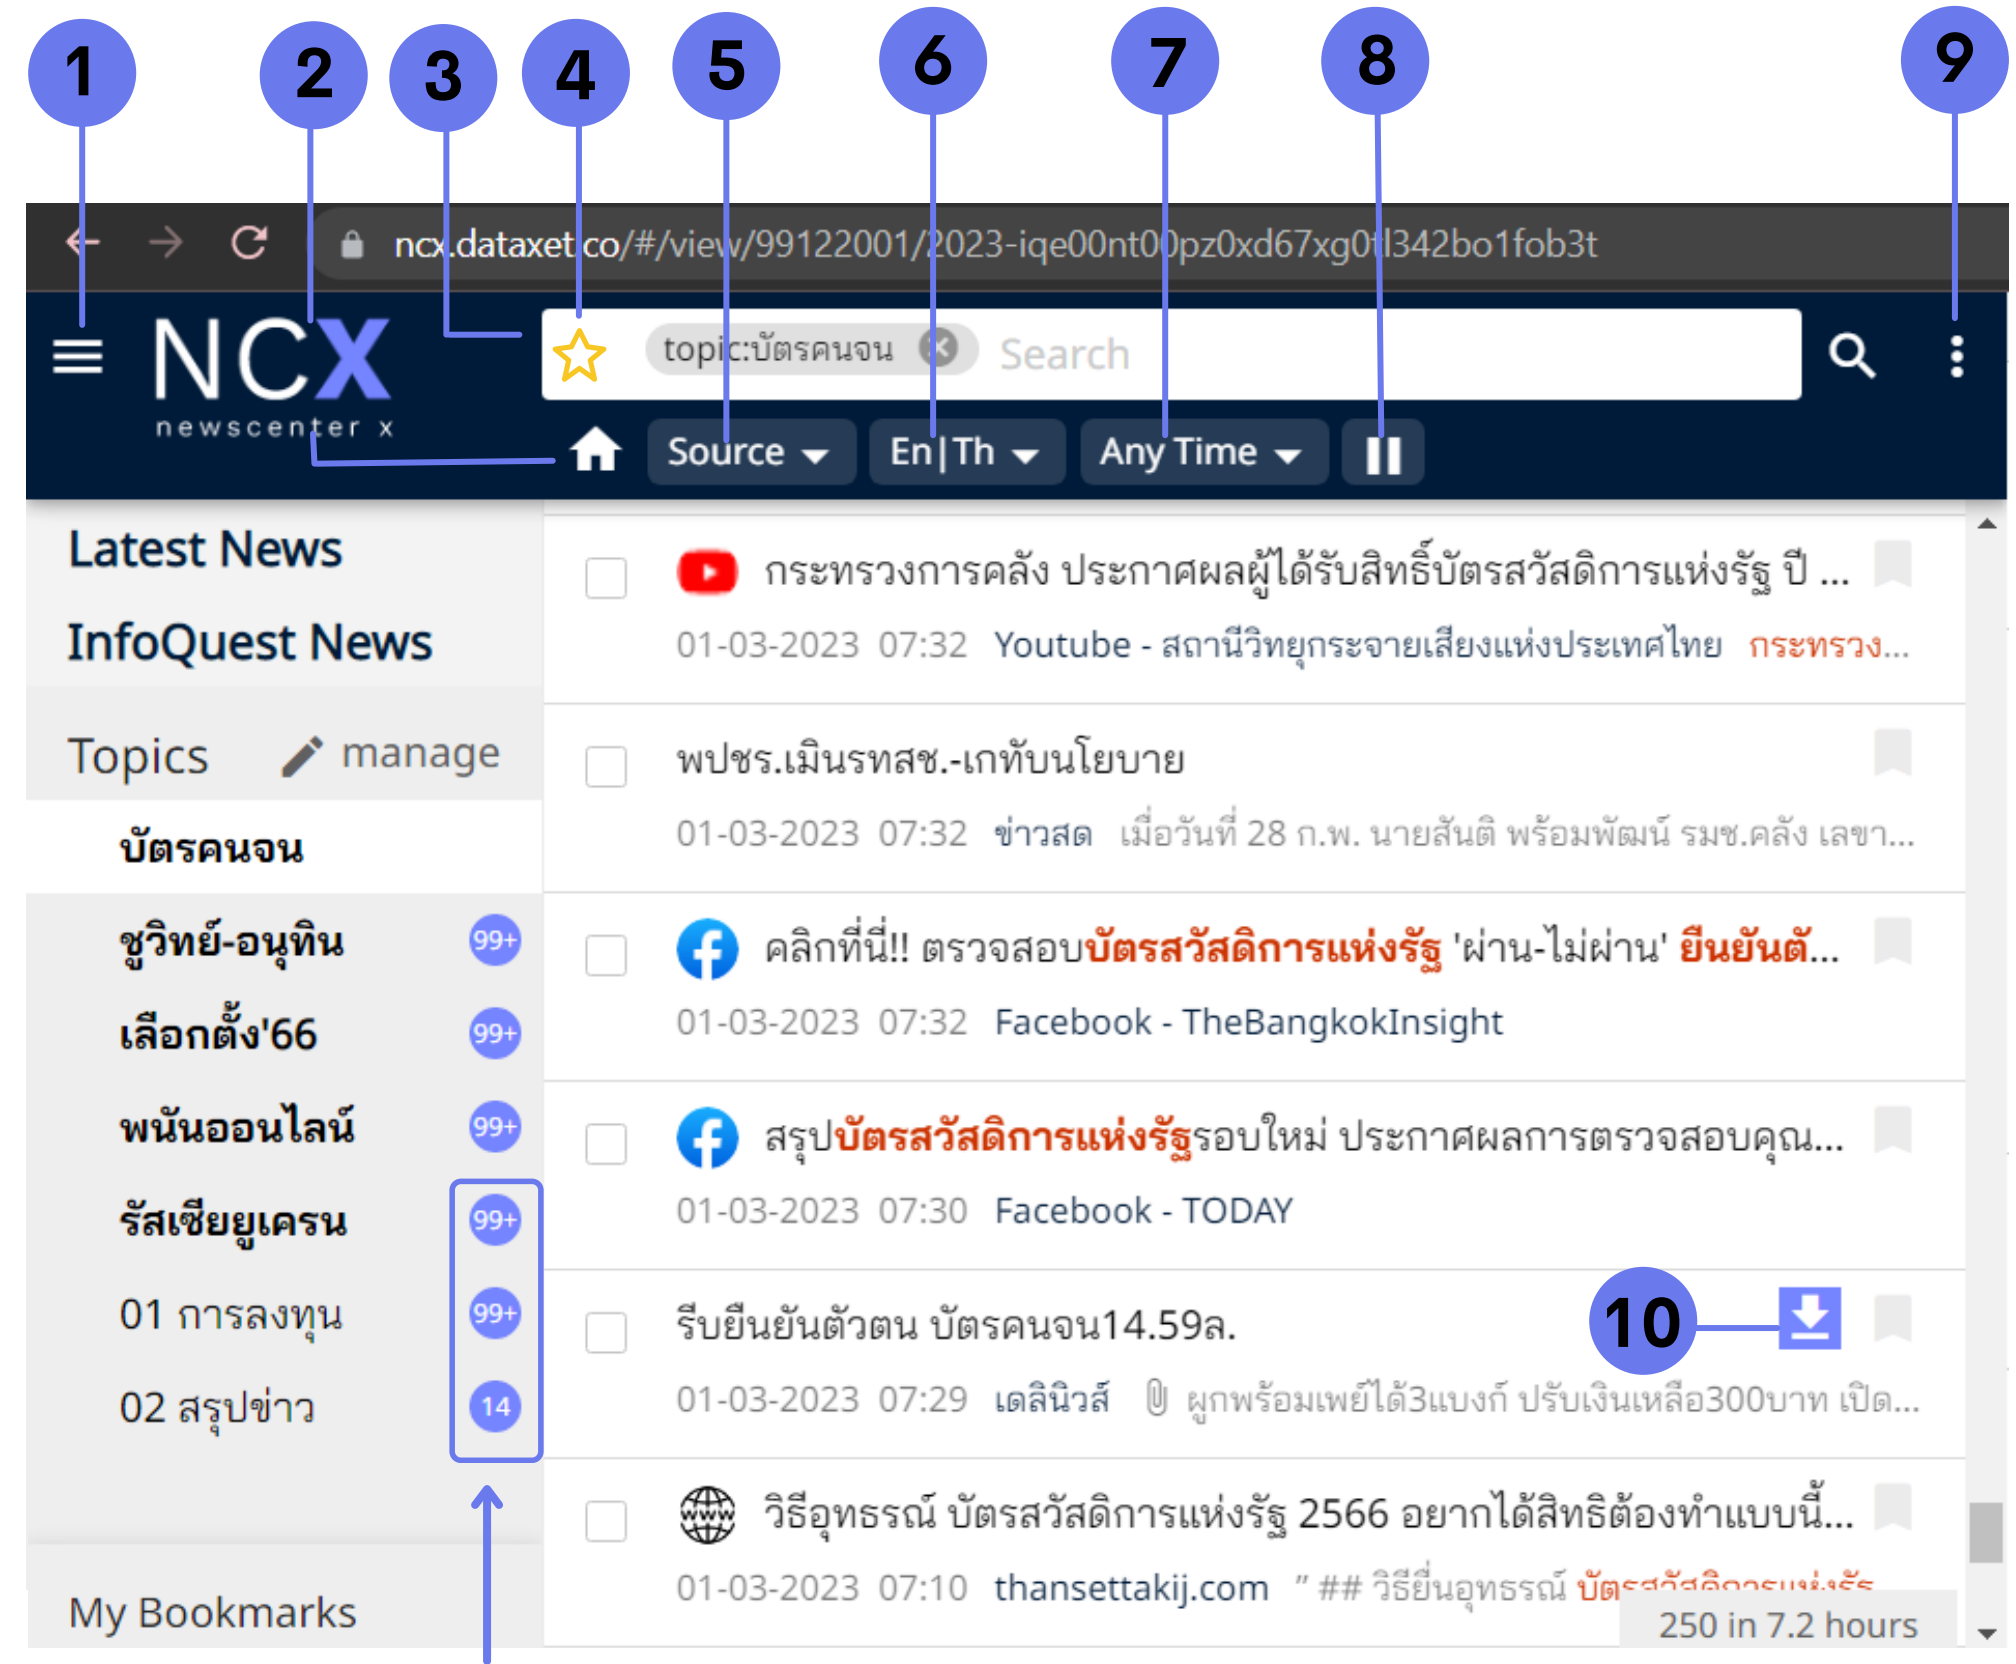 1 2 3 4 5 6 7 8 9
ncx.dataxet.co/#/view/99122001/2023-iqe00nt00pz0xd67xg0tl342bo1fob3t
NCX
newscenter x
topic:บัตรคนจน Search
Source En|Th Any Time
Latest News
InfoQuest News
Topics manage
บัตรคนจน
ชูวิทย์-อนุทิน 99+
เลือกตั้ง'66 99+
พนันออนไลน์ 99+
รัสเซียยูเครน 99+
01 การลงทุน 99+
02 สรุปข่าว 14
My Bookmarks
กระทรวงการคลัง ประกาศผลผู้ได้รับสิทธิ์บัตรสวัสดิการแห่งรัฐ ปี ...
01-03-2023 07:32 Youtube - สถานีวิทยุกระจายเสียงแห่งประเทศไทย กระทรวง...
พปชร.เมินรทสช.-เกทับนโยบาย
01-03-2023 07:32 ข่าวสด เมื่อวันที่ 28 ก.พ. นายสันติ พร้อมพัฒน์ รมช.คลัง เลขา...
คลิกที่นี่!! ตรวจสอบบัตรสวัสดิการแห่งรัฐ 'ผ่าน-ไม่ผ่าน' ยืนยันตั...
01-03-2023 07:32 Facebook - TheBangkokInsight
สรุปบัตรสวัสดิการแห่งรัฐรอบใหม่ ประกาศผลการตรวจสอบคุณ...
01-03-2023 07:30 Facebook - TODAY
รีบยืนยันตัวตน บัตรคนจน14.59ล. 10
01-03-2023 07:29 เดลินิวส์ ผูกพร้อมเพย์ได้3แบงก์ ปรับเงินเหลือ300บาท เปิด...
www วิธีอุทธรณ์ บัตรสวัสดิการแห่งรัฐ 2566 อยากได้สิทธิต้องทำแบบนี้...
01-03-2023 07:10 thansettakij.com " ## วิธียื่นอุทธรณ์ บัตรสวัสดิการแห่งรัฐ
250 in 7.2 hours